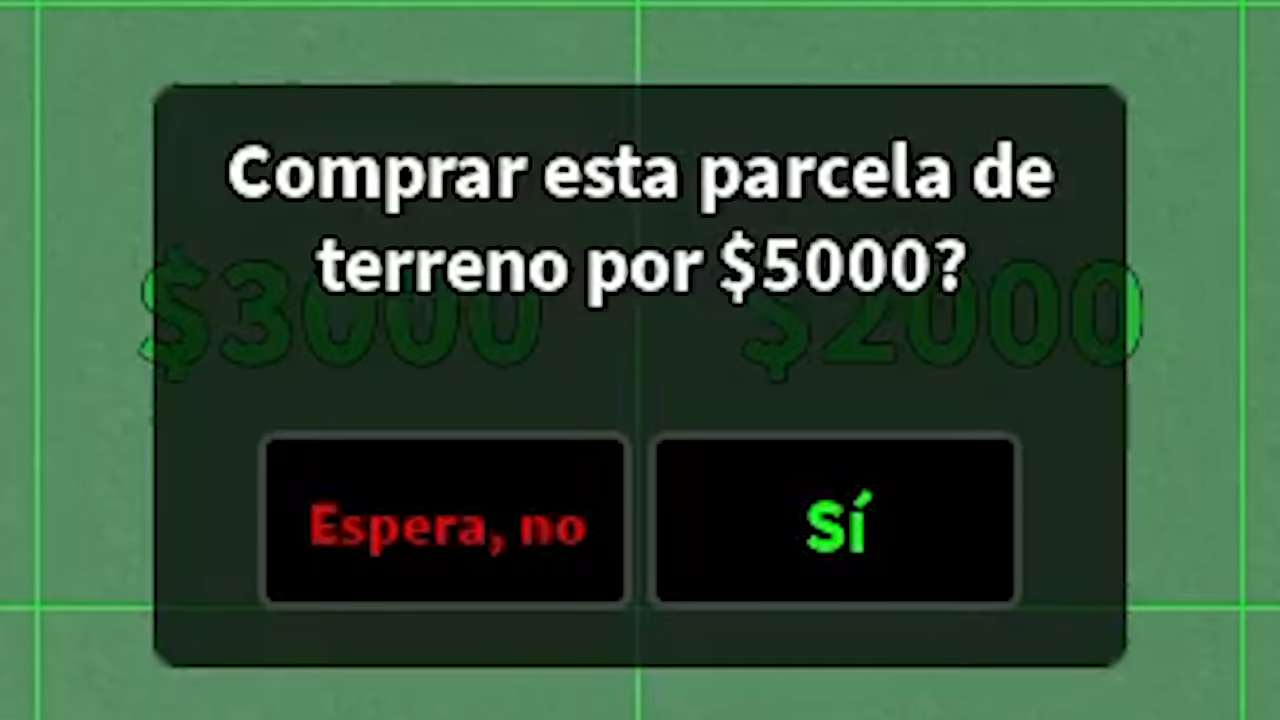 Comprar esta parcela de
terreno por $5000?
$3000 $2000
Espera, no
Sí